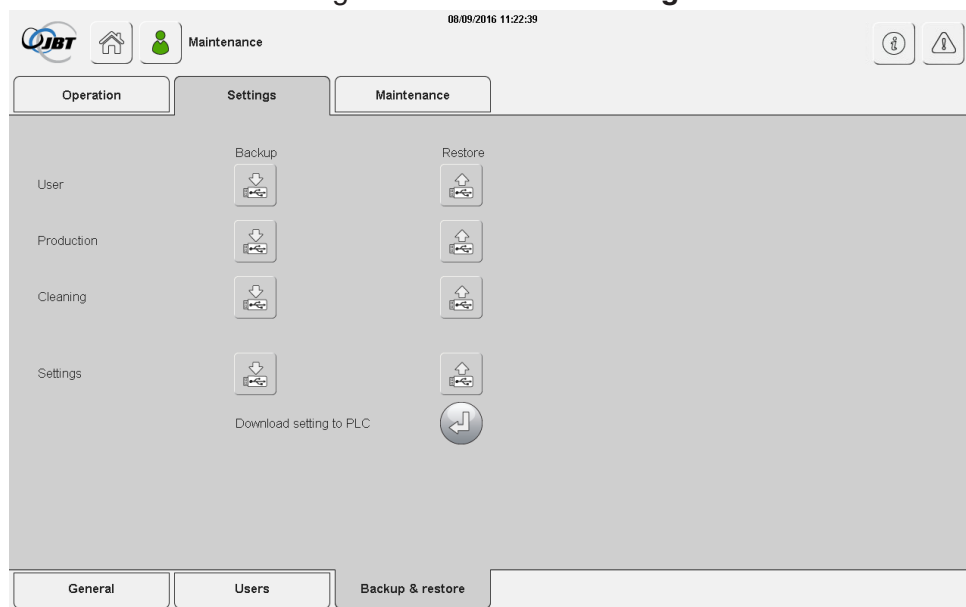 08/09/2016 11:22:39
JBT
Maintenance
Operation Settings Maintenance
Backup Restore
User
Production
Cleaning
Settings
Download setting to PLC
General Users Backup & restore